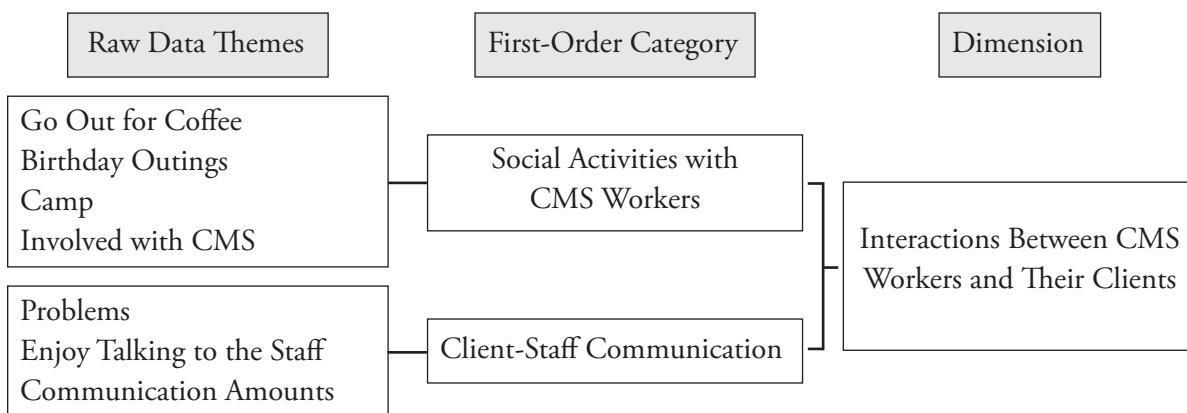 Raw Data Themes
First-Order Category
Dimension
Go Out for Coffee
Birthday Outings
Camp
Involved with CMS
Social Activities with
CMS Workers
Interactions Between CMS
Workers and Their Clients
Problems
Enjoy Talking to the Staff
Communication Amounts
Client-Staff Communication